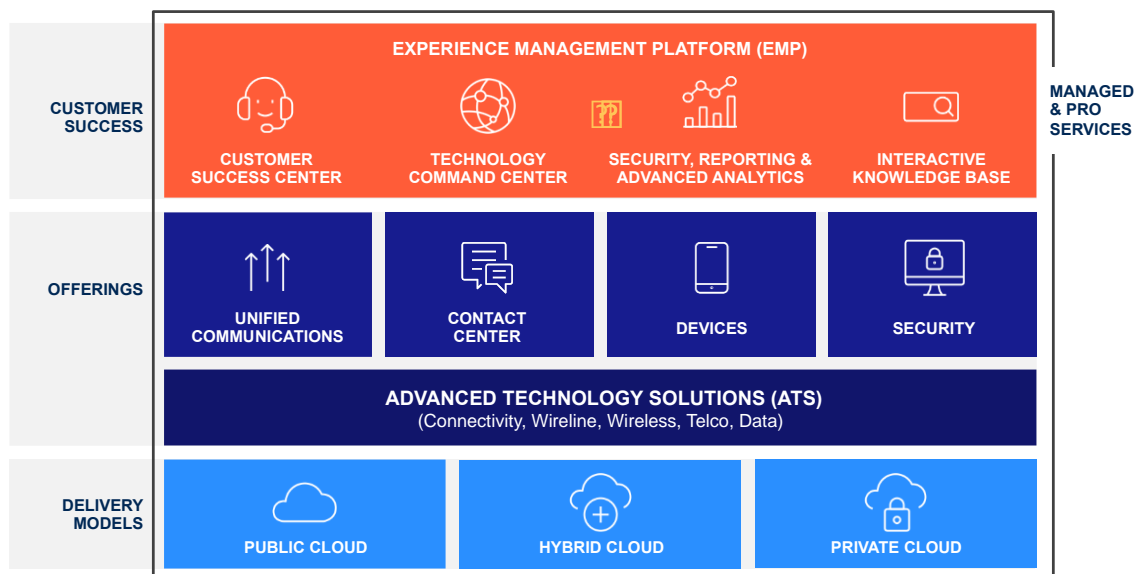 EXPERIENCE MANAGEMENT PLATFORM (EMP)
CUSTOMER
SUCCESS
CUSTOMER
SUCCESS CENTER
TECHNOLOGY
COMMAND CENTER
SECURITY, REPORTING &
ADVANCED ANALYTICS
INTERACTIVE
KNOWLEDGE BASE
MANAGED
& PRO
SERVICES
OFFERINGS
UNIFIED
COMMUNICATIONS
CONTACT
CENTER
DEVICES
SECURITY
ADVANCED TECHNOLOGY SOLUTIONS (ATS)
(Connectivity, Wireline, Wireless, Telco, Data)
DELIVERY
MODELS
PUBLIC CLOUD
HYBRID CLOUD
PRIVATE CLOUD